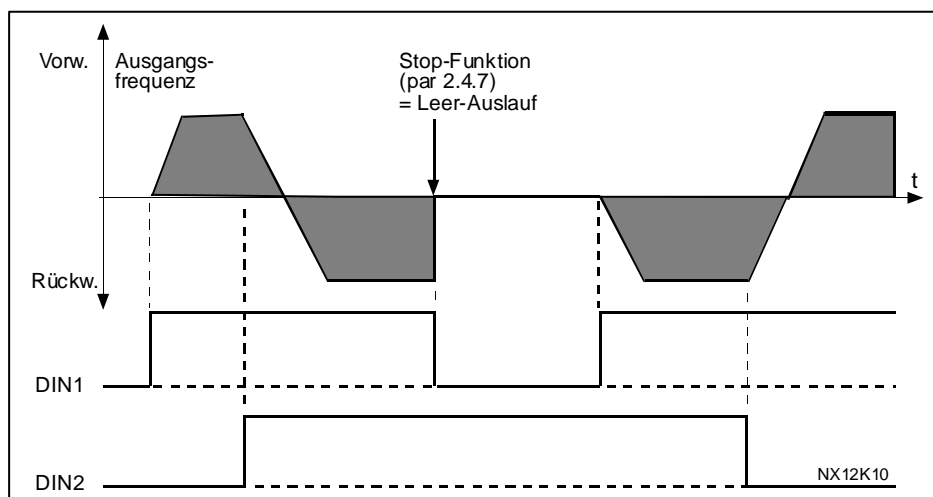 Vorw.
Ausgangs-
frequenz
Stop-Funktion
(par 2.4.7)
= Leer-Auslauf
t
Rückw.
DIN1
DIN2
NX12K10